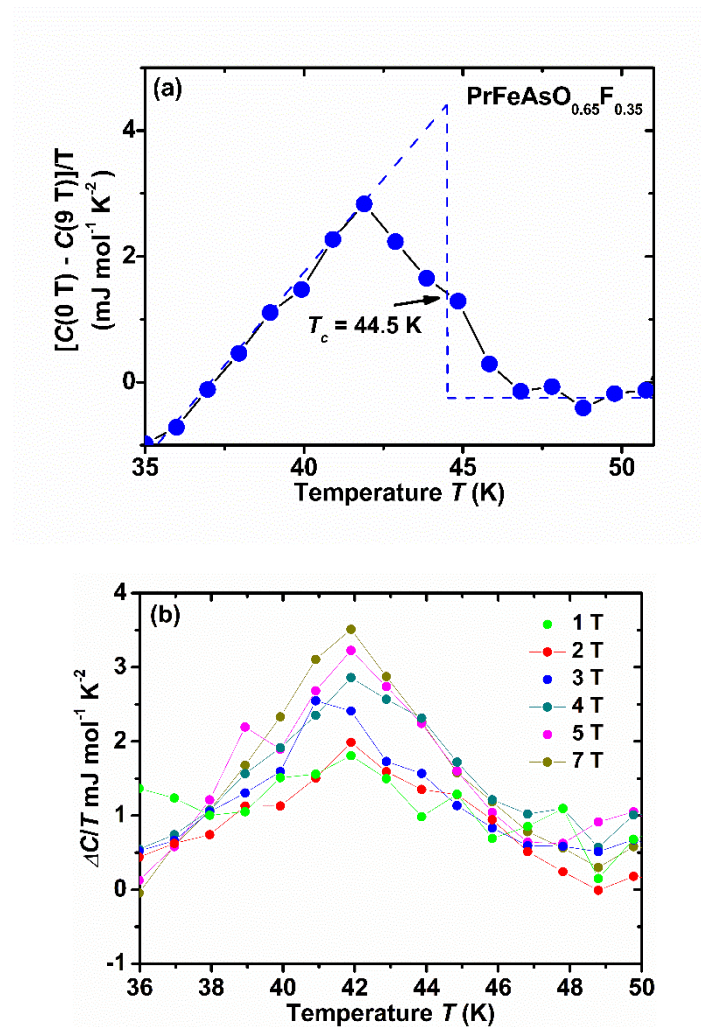 (a)
PrFeAsO0.65F0.35
[C(0 T) - C(9 T)]/T
(mJ mol-1 K-2)
4
2
0
Tc = 44.5 K
35 40 45 50
Temperature T (K)
(b)
4
3
2
1
0
-1
1 T
2 T
3 T
4 T
5 T
7 T
ΔC/T mJ mol-1 K-2
36 38 40 42 44 46 48 50
Temperature T (K)